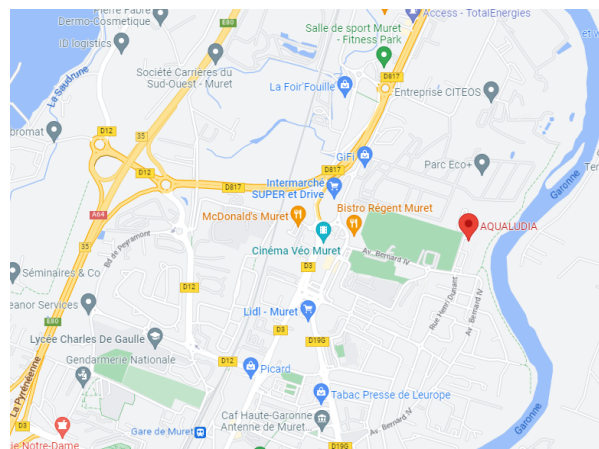 Pierre Fabre
Dermo-Cosmetique
E80
Access - TotalEnergies
Salle de sport Muret
- Fitness Park
ID logistics
La Saudrune
Société Carrières du
Sud-Ouest - Muret
D817
La Foir'Fouille
Entreprise CITEOS
bromat
D12
35
GiFi
Parc Eco+
D12
D817
D817
Intermarché
SUPER et Drive
Garonne
A64
McDonald's Muret
Bistro Régent Muret
AQUALUDIA
35
Bd de Peyramont
Cinéma Véo Muret
Av. Bernard IV
D3
Séminaires & Co
D12
Rue Henri Dunant
Av. Bernard IV
eanor Services
E80
Lidl - Muret
D3
D19G
Lycée Charles De Gaulle
Gendarmerie Nationale
D12
Picard
La Pyrénéenne
Tabac Presse de L'europe
Garonne
Caf Haute-Garonne
Antenne de Muret...
Av. Bernard IV
D3
Gare de Muret
ie Notre-Dame
D19G